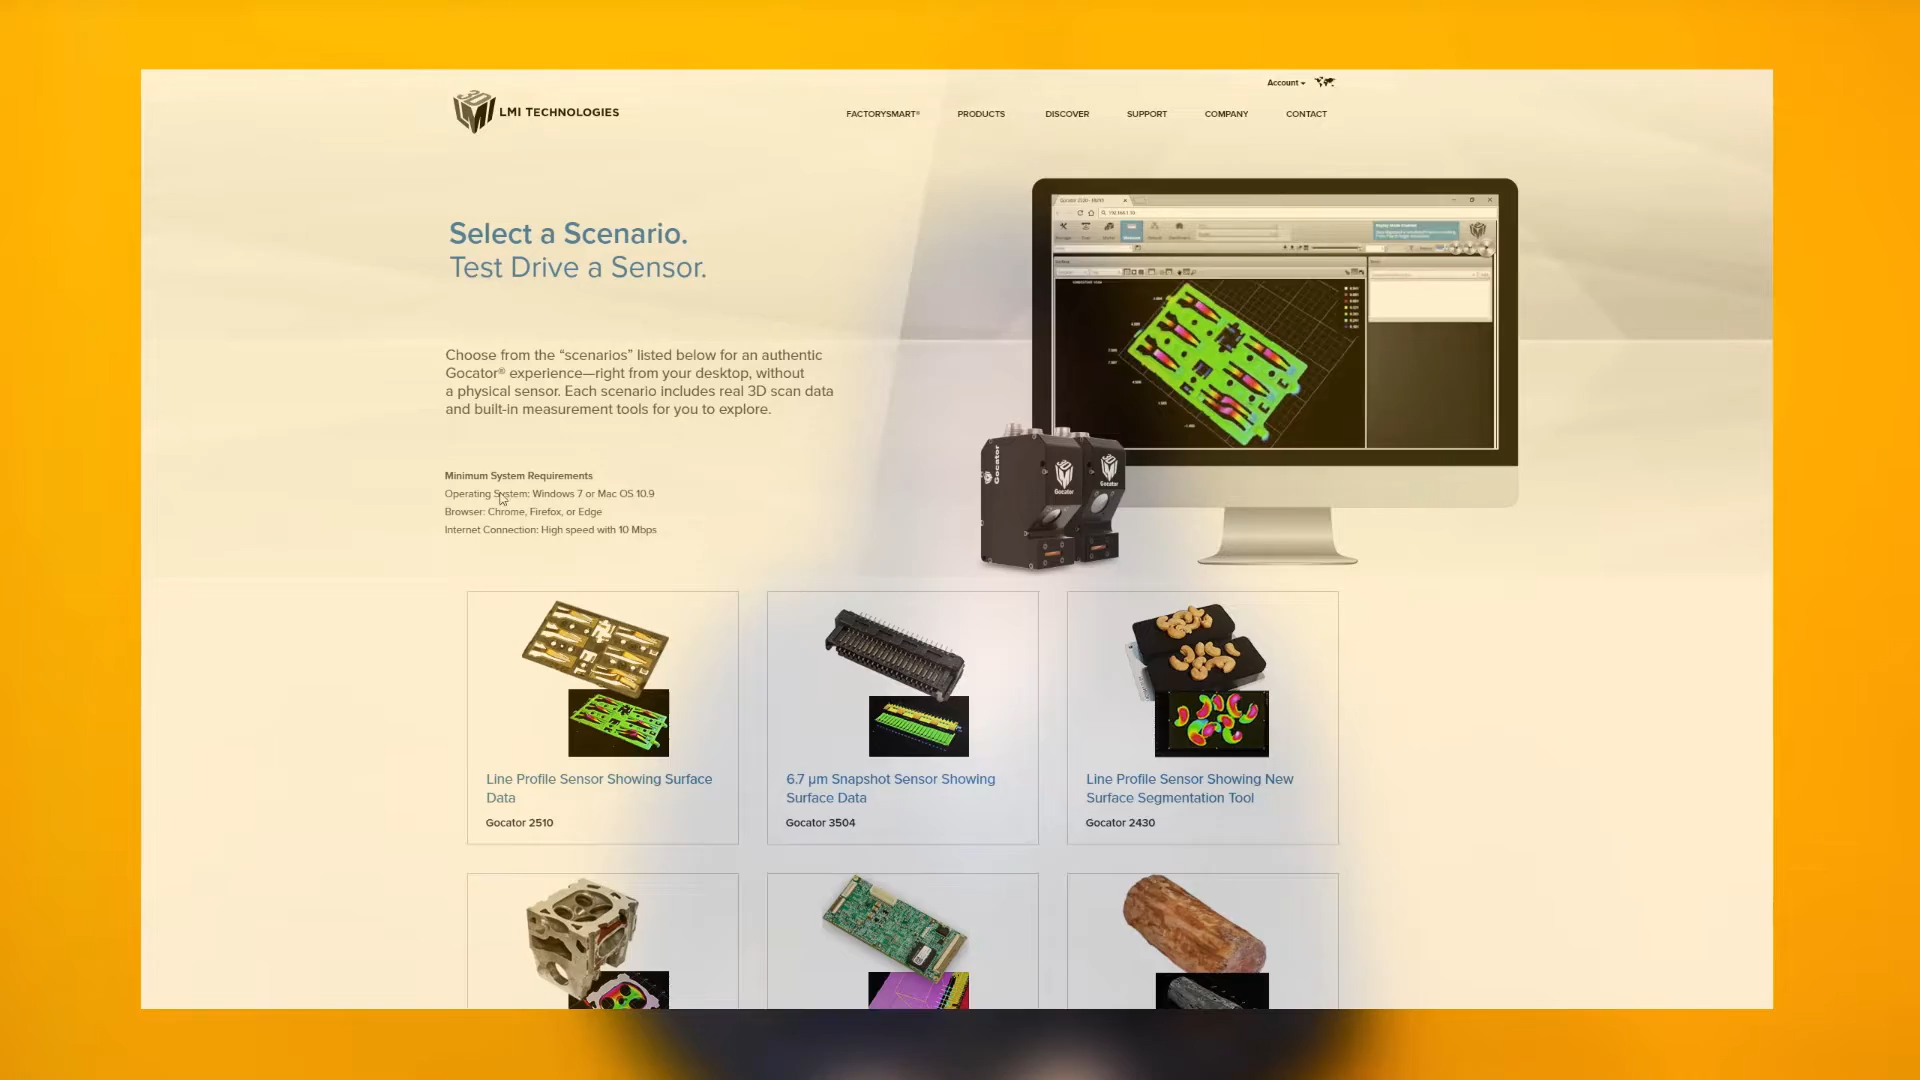 Account
LMI TECHNOLOGIES
FACTORYSMART®
PRODUCTS
DISCOVER
SUPPORT
COMPANY
CONTACT
Select a Scenario.
Test Drive a Sensor.
Choose from the “scenarios” listed below for an authentic
Gocator® experience—right from your desktop, without
a physical sensor. Each scenario includes real 3D scan data
and built-in measurement tools for you to explore.
Minimum System Requirements
Operating System: Windows 7 or Mac OS 10.9
Browser: Chrome, Firefox, or Edge
Internet Connection: High speed with 10 Mbps
Gocator
Gocator
Gocator
Line Profile Sensor Showing Surface
Data
Gocator 2510
6.7 µm Snapshot Sensor Showing
Surface Data
Gocator 3504
Line Profile Sensor Showing New
Surface Segmentation Tool
Gocator 2430